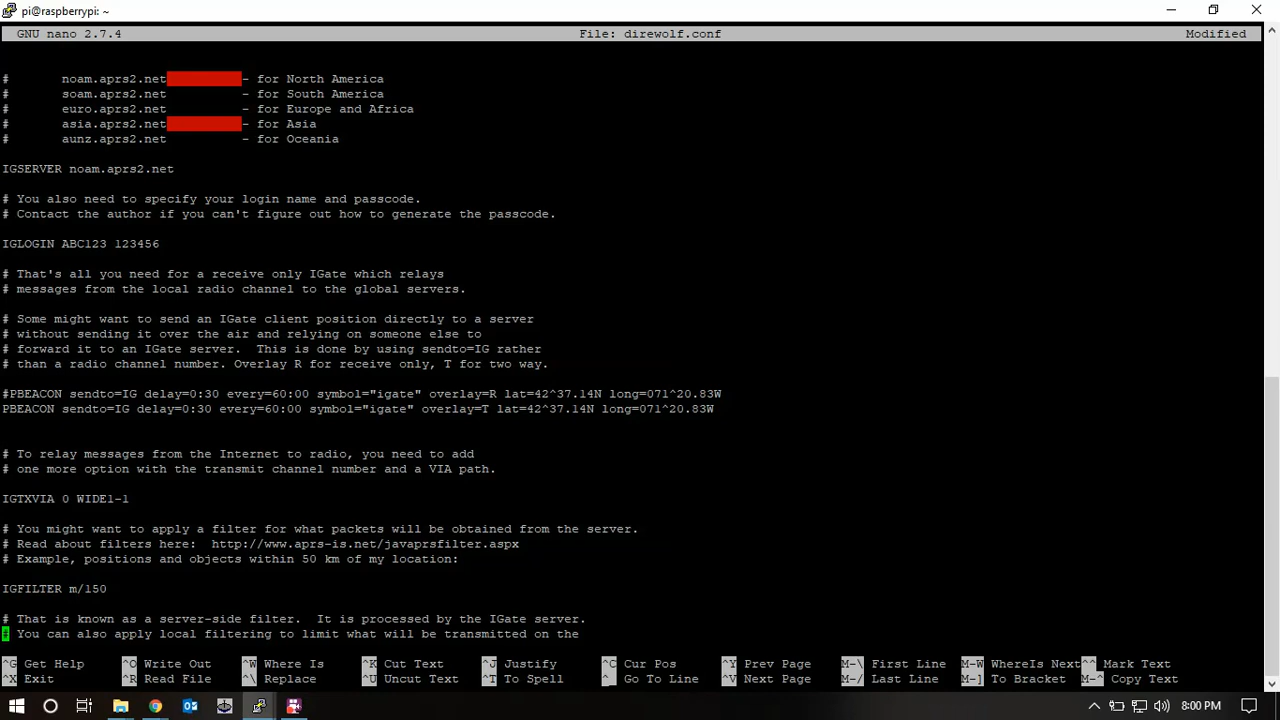 pi@raspberrypi: ~
GNU nano 2.7.4 File: direwolf.conf Modified
# noam.aprs2.net - for North America
# soam.aprs2.net - for South America
# euro.aprs2.net - for Europe and Africa
# asia.aprs2.net - for Asia
# aunz.aprs2.net - for Oceania
IGSERVER noam.aprs2.net
# You also need to specify your login name and passcode.
# Contact the author if you can't figure out how to generate the passcode.
IGLOGIN ABC123 123456
# That's all you need for a receive only IGate which relays
# messages from the local radio channel to the global servers.
# Some might want to send an IGate client position directly to a server
# without sending it over the air and relying on someone else to
# forward it to an IGate server.  This is done by using sendto=IG rather
# than a radio channel number. Overlay R for receive only, T for two way.
#PBEACON sendto=IG delay=0:30 every=60:00 symbol="igate" overlay=R lat=42^37.14N long=071^20.83W
PBEACON sendto=IG delay=0:30 every=60:00 symbol="igate" overlay=T lat=42^37.14N long=071^20.83W
# To relay messages from the Internet to radio, you need to add
# one more option with the transmit channel number and a VIA path.
IGTXVIA 0 WIDE1-1
# You might want to apply a filter for what packets will be obtained from the server.
# Read about filters here:  http://www.aprs-is.net/javaprsfilter.aspx
# Example, positions and objects within 50 km of my location:
IGFILTER m/150
# That is known as a server-side filter.  It is processed by the IGate server.
# You can also apply local filtering to limit what will be transmitted on the
^G Get Help ^O Write Out ^W Where Is ^K Cut Text ^J Justify ^C Cur Pos ^Y Prev Page M-\ First Line M-W WhereIs Next ^^ Mark Text
^X Exit ^R Read File ^\ Replace ^U Uncut Text ^T To Spell ^_ Go To Line ^V Next Page M-/ Last Line M-] To Bracket M-^ Copy Text
8:00 PM